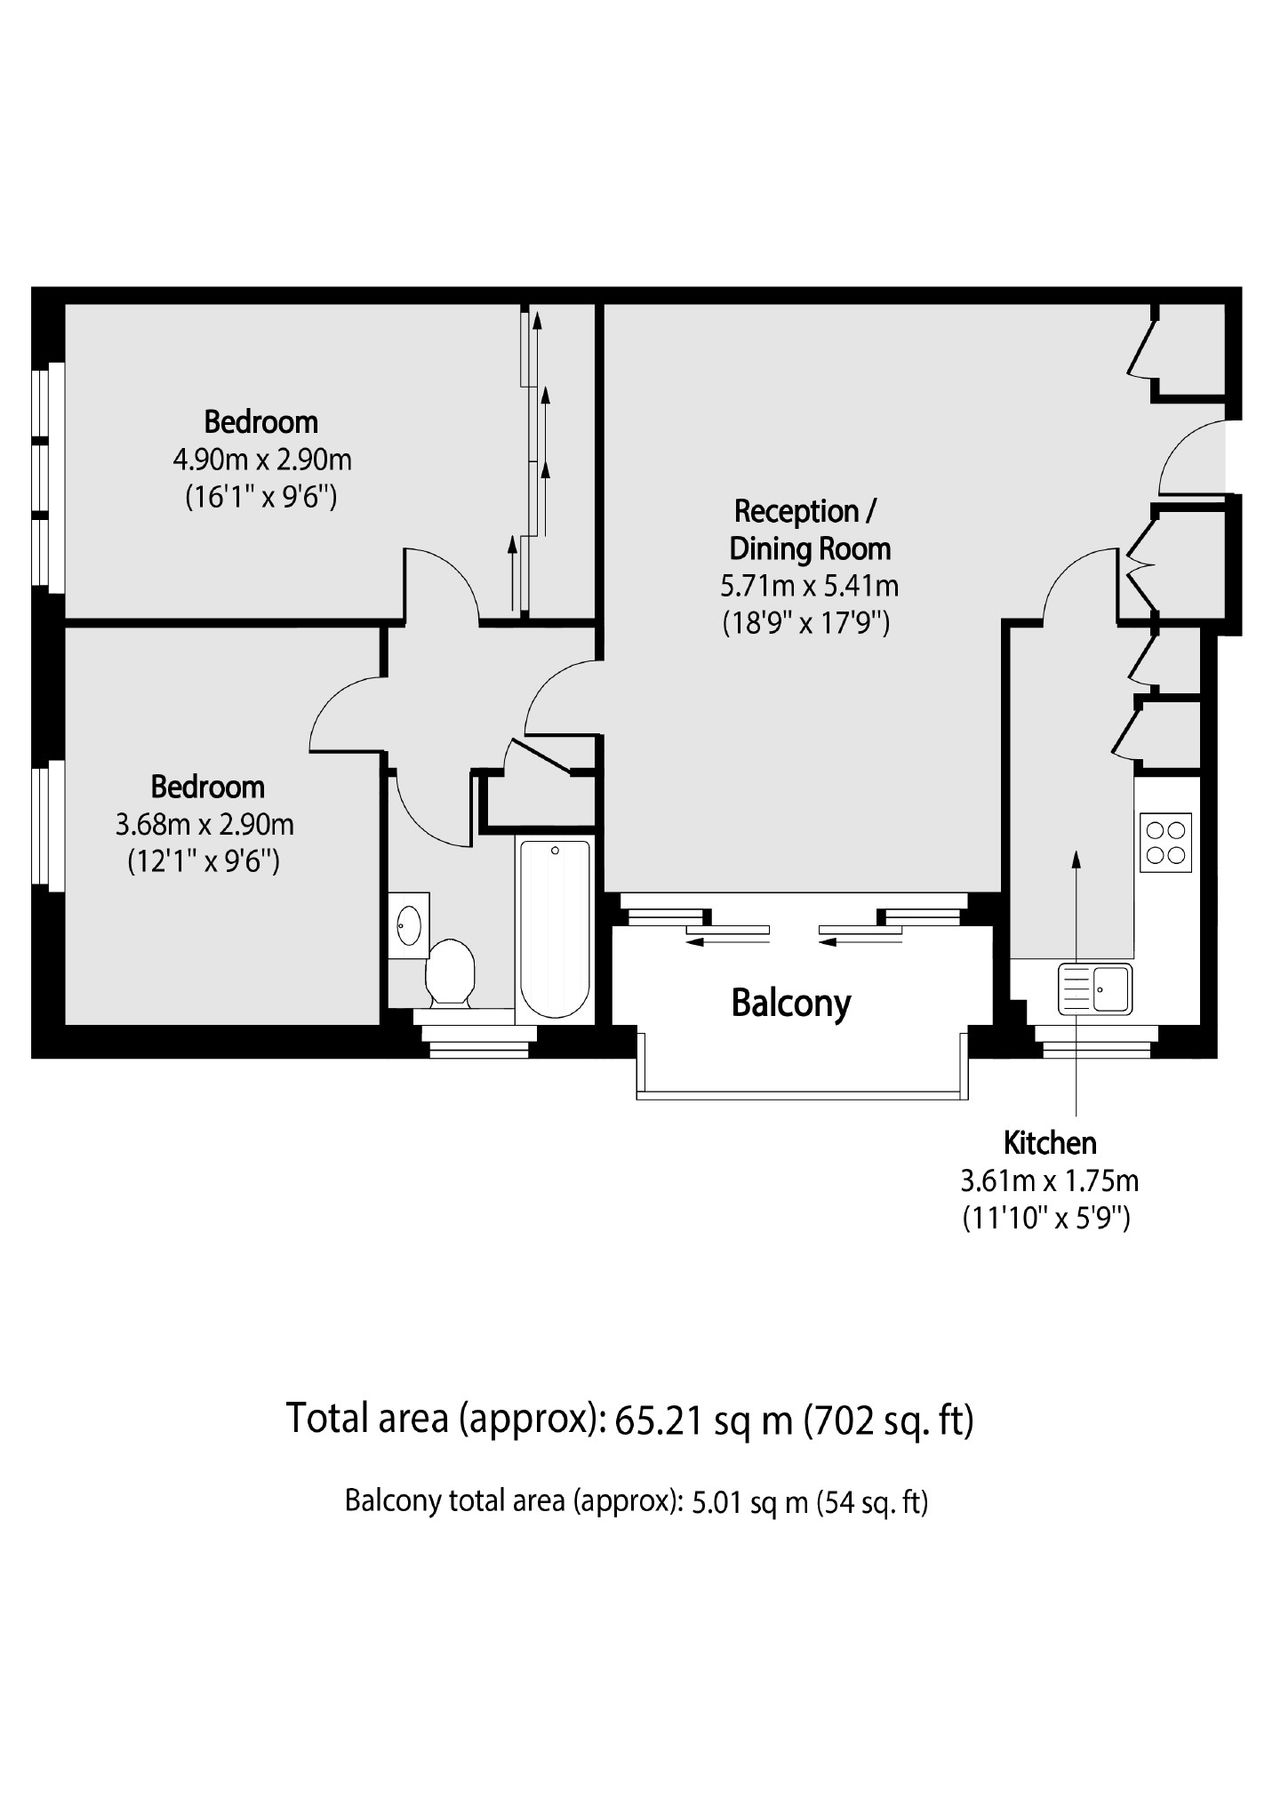 Bedroom
4.90m x 2.90m
(16'1" x 9'6")
Reception /
Dining Room
5.71m x 5.41m
(18'9" x 17'9")
Bedroom
3.68m x 2.90m
(12'1" x 9'6")
Balcony
Kitchen
3.61m x 1.75m
(11'10" x 5'9")
Total area (approx): 65.21 sq m (702 sq. ft)
Balcony total area (approx): 5.01 sq m (54 sq. ft)